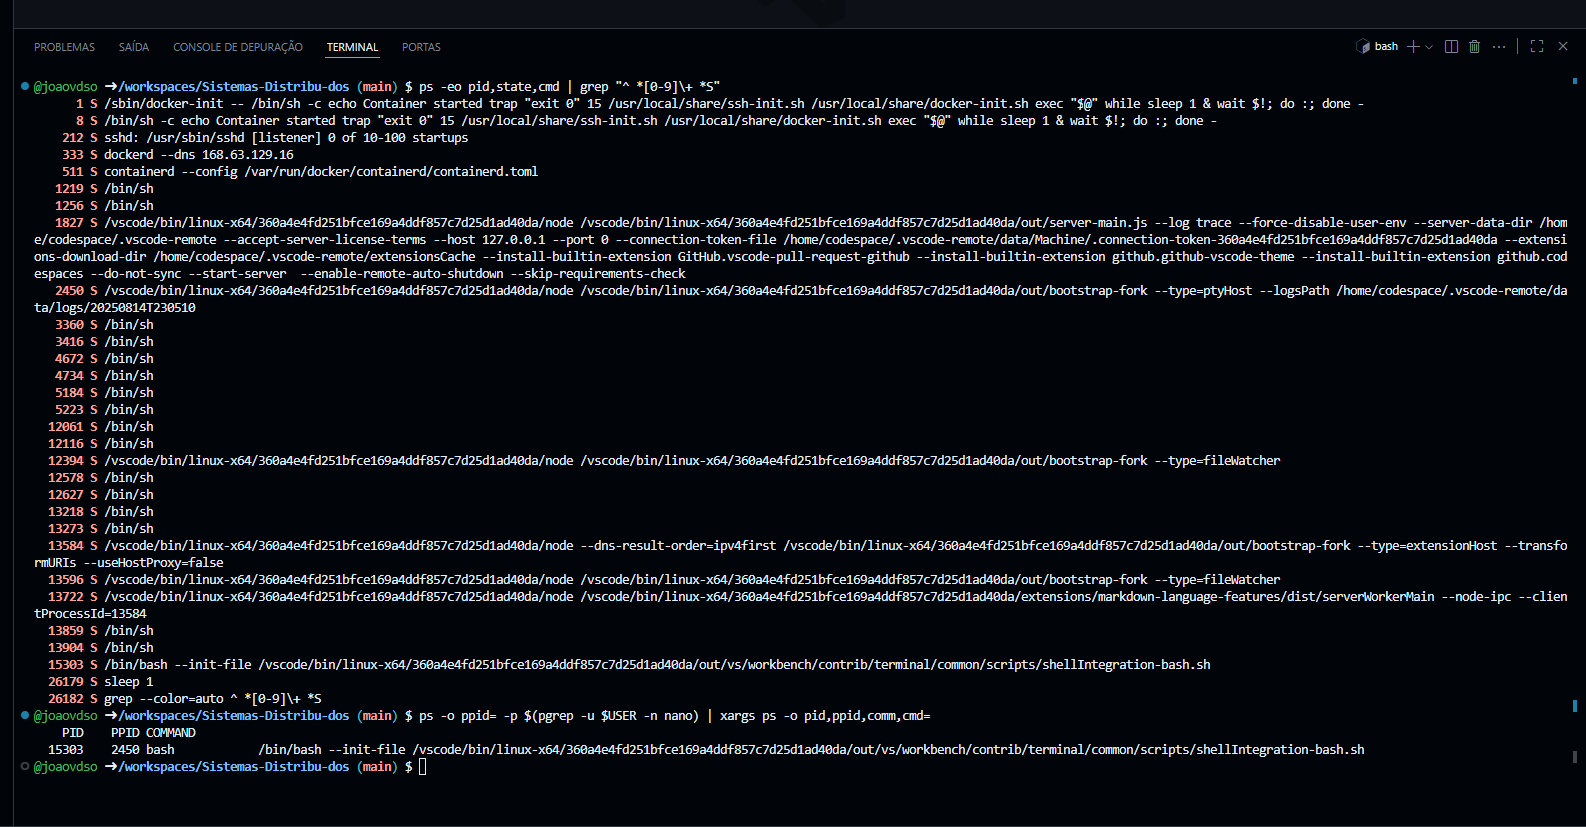 PROBLEMAS SAÍDA CONSOLE DE DEPURAÇÃO TERMINAL PORTAS bash
@joaovdso ➜/workspaces/Sistemas-Distribu-dos (main) $ ps -eo pid,state,cmd | grep "^ *[0-9]\+ *S"
1 S /sbin/docker-init -- /bin/sh -c echo Container started trap "exit 0" 15 /usr/local/share/ssh-init.sh /usr/local/share/docker-init.sh exec "$@" while sleep 1 & wait $!; do :; done -
8 S /bin/sh -c echo Container started trap "exit 0" 15 /usr/local/share/ssh-init.sh /usr/local/share/docker-init.sh exec "$@" while sleep 1 & wait $!; do :; done -
212 S sshd: /usr/sbin/sshd [listener] 0 of 10-100 startups
333 S dockerd --dns 168.63.129.16
511 S containerd --config /var/run/docker/containerd/containerd.toml
1219 S /bin/sh
1256 S /bin/sh
1827 S /vscode/bin/linux-x64/360a4e4fd251bfce169a4ddf857c7d25d1ad40da/node /vscode/bin/linux-x64/360a4e4fd251bfce169a4ddf857c7d25d1ad40da/out/server-main.js --log trace --force-disable-user-env --server-data-dir /hom
e/codespace/.vscode-remote --accept-server-license-terms --host 127.0.0.1 --port 0 --connection-token-file /home/codespace/.vscode-remote/data/Machine/.connection-token-360a4e4fd251bfce169a4ddf857c7d25d1ad40da --extensi
ons-download-dir /home/codespace/.vscode-remote/extensionsCache --install-builtin-extension GitHub.vscode-pull-request-github --install-builtin-extension github.github-vscode-theme --install-builtin-extension github.cod
espaces --do-not-sync --start-server  --enable-remote-auto-shutdown --skip-requirements-check
2450 S /vscode/bin/linux-x64/360a4e4fd251bfce169a4ddf857c7d25d1ad40da/node /vscode/bin/linux-x64/360a4e4fd251bfce169a4ddf857c7d25d1ad40da/out/bootstrap-fork --type=ptyHost --logsPath /home/codespace/.vscode-remote/da
ta/logs/20250814T230510
3360 S /bin/sh
3416 S /bin/sh
4672 S /bin/sh
4734 S /bin/sh
5184 S /bin/sh
5223 S /bin/sh
12061 S /bin/sh
12116 S /bin/sh
12394 S /vscode/bin/linux-x64/360a4e4fd251bfce169a4ddf857c7d25d1ad40da/node /vscode/bin/linux-x64/360a4e4fd251bfce169a4ddf857c7d25d1ad40da/out/bootstrap-fork --type=fileWatcher
12578 S /bin/sh
12627 S /bin/sh
13218 S /bin/sh
13273 S /bin/sh
13584 S /vscode/bin/linux-x64/360a4e4fd251bfce169a4ddf857c7d25d1ad40da/node --dns-result-order=ipv4first /vscode/bin/linux-x64/360a4e4fd251bfce169a4ddf857c7d25d1ad40da/out/bootstrap-fork --type=extensionHost --transfo
rmURIs --useHostProxy=false
13596 S /vscode/bin/linux-x64/360a4e4fd251bfce169a4ddf857c7d25d1ad40da/node /vscode/bin/linux-x64/360a4e4fd251bfce169a4ddf857c7d25d1ad40da/out/bootstrap-fork --type=fileWatcher
13722 S /vscode/bin/linux-x64/360a4e4fd251bfce169a4ddf857c7d25d1ad40da/node /vscode/bin/linux-x64/360a4e4fd251bfce169a4ddf857c7d25d1ad40da/extensions/markdown-language-features/dist/serverWorkerMain --node-ipc --clien
tProcessId=13584
13859 S /bin/sh
13904 S /bin/sh
15303 S /bin/bash --init-file /vscode/bin/linux-x64/360a4e4fd251bfce169a4ddf857c7d25d1ad40da/out/vs/workbench/contrib/terminal/common/scripts/shellIntegration-bash.sh
26179 S sleep 1
26182 S grep --color=auto ^ *[0-9]\+ *S
@joaovdso ➜/workspaces/Sistemas-Distribu-dos (main) $ ps -o ppid= -p $(pgrep -u $USER -n nano) | xargs ps -o pid,ppid,comm,cmd=
PID PPID COMMAND
15303 2450 bash /bin/bash --init-file /vscode/bin/linux-x64/360a4e4fd251bfce169a4ddf857c7d25d1ad40da/out/vs/workbench/contrib/terminal/common/scripts/shellIntegration-bash.sh
@joaovdso ➜/workspaces/Sistemas-Distribu-dos (main) $